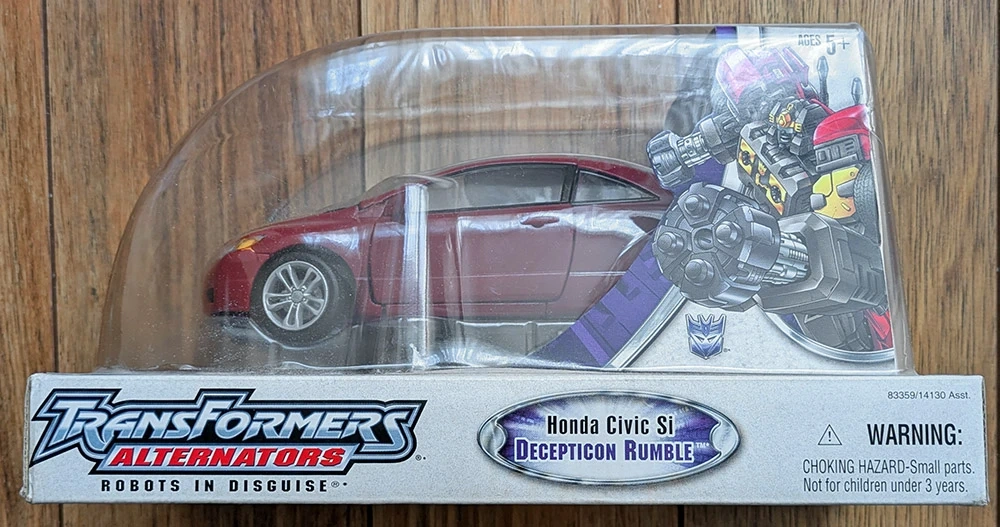 AGES 5+
83359/14130 Asst.
TRANSFORMERS
ALTERNATORS
ROBOTS IN DISGUISE®*
Honda Civic Si
DECEPTICON RUMBLE™*
⚠ WARNING:
CHOKING HAZARD-Small parts.
Not for children under 3 years.